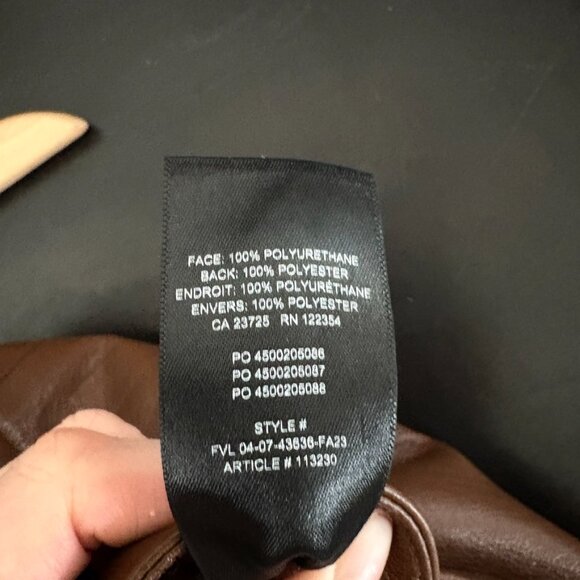 FACE: 100% POLYURETHANE
BACK: 100% POLYESTER
ENDROIT: 100% POLYURÉTHANE
ENVERS: 100% POLYESTER
CA 23725 RN 122354
PO 4500205086
PO 4500205087
PO 4500205088
STYLE #
FVL 04-07-43636-FA23
ARTICLE # 113230